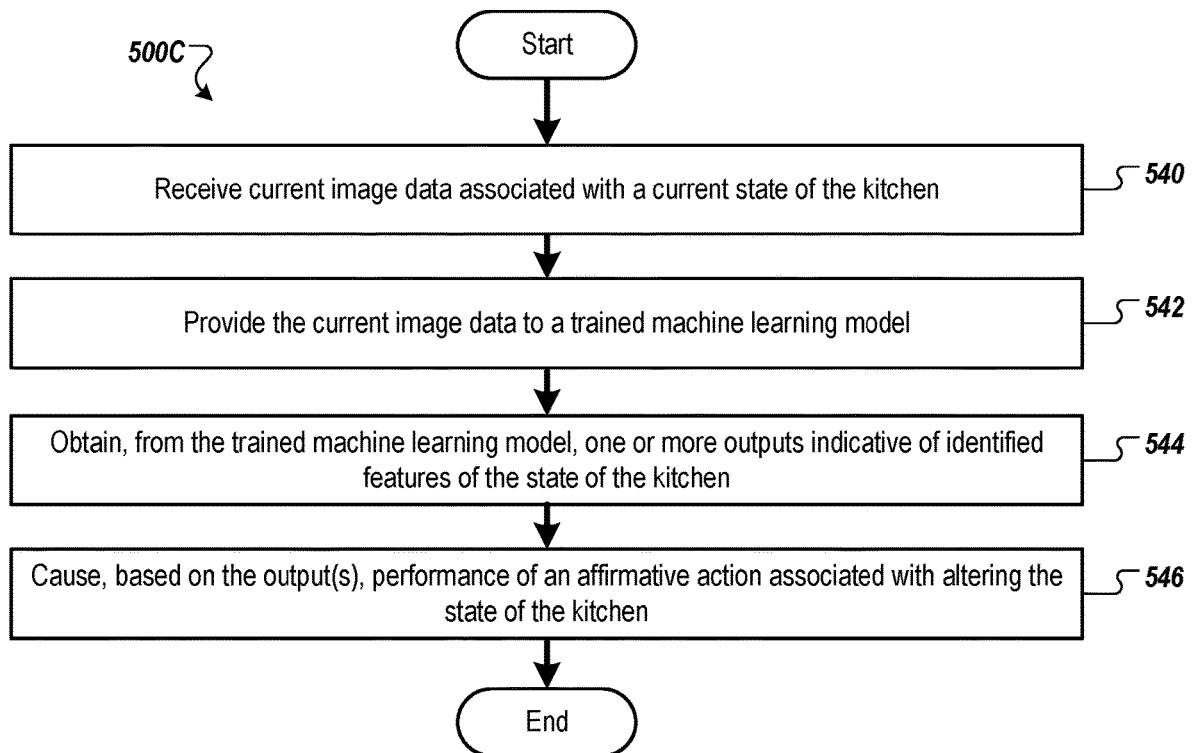 500C
Start
Receive current image data associated with a current state of the kitchen
540
Provide the current image data to a trained machine learning model
542
Obtain, from the trained machine learning model, one or more outputs indicative of identified
features of the state of the kitchen
544
Cause, based on the output(s), performance of an affirmative action associated with altering the
state of the kitchen
546
End